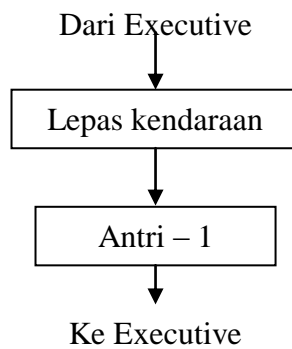 Dari Executive
Lepas kendaraan
Antri – 1
Ke Executive